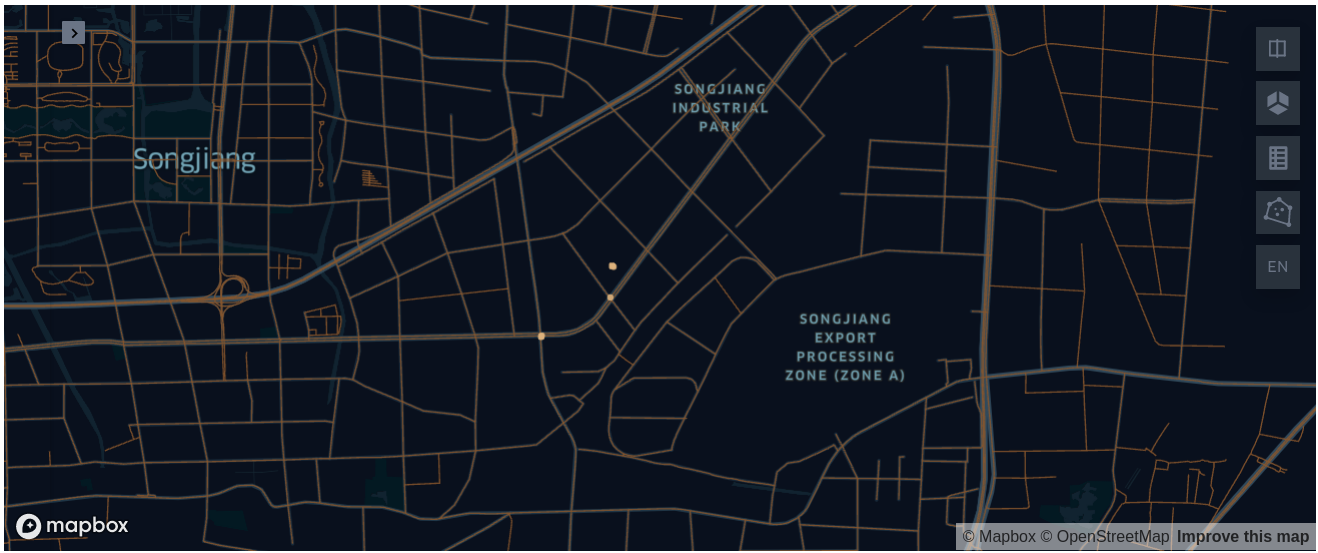 SONGJIANG
INDUSTRIAL
PARK
Songjiang
EN
SONGJIANG
EXPORT
PROCESSING
ZONE (ZONE A)
mapbox
© Mapbox © OpenStreetMap Improve this map